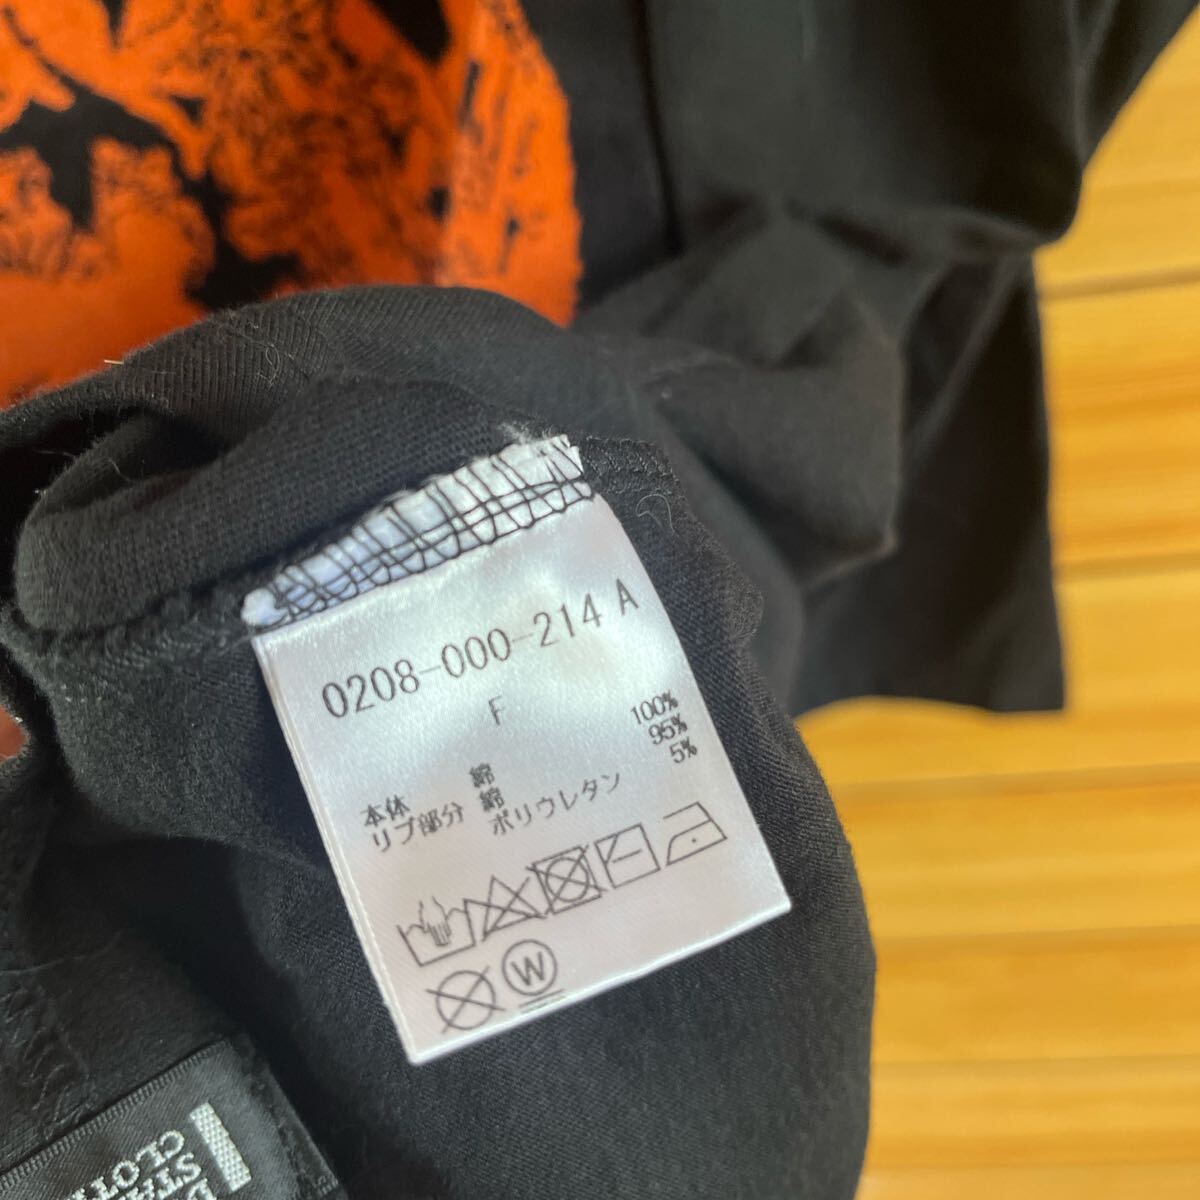 0208-000-214 A
F
本体 綿 100%
リブ部分 綿 95%
ポリウレタン 5%
W